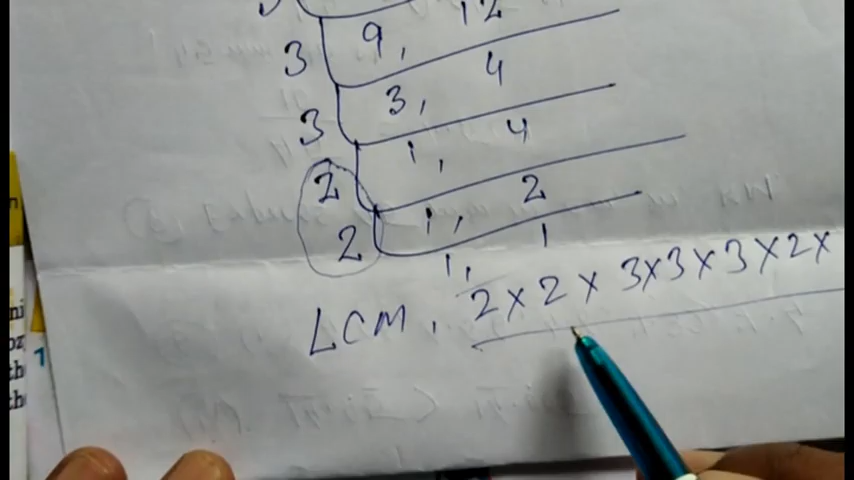 9, 12
3 3, 4
3 1, 4
2 1, 2
2 1, 1
LCM, 2×2×3×3×3×2×